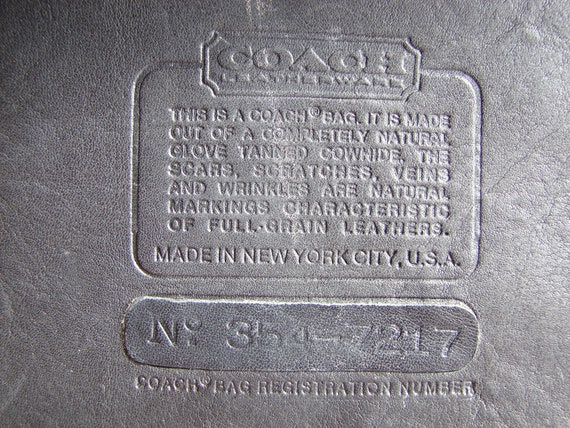 COACH
LEATHERWARE
THIS IS A COACH® BAG. IT IS MADE
OUT OF A COMPLETELY NATURAL
GLOVE TANNED COWHIDE. THE
SCARS, SCRATCHES, VEINS
AND WRINKLES ARE NATURAL
MARKINGS CHARACTERISTIC
OF FULL-GRAIN LEATHERS.
MADE IN NEW YORK CITY, U.S.A.
No: 354-7217
COACH® BAG REGISTRATION NUMBER